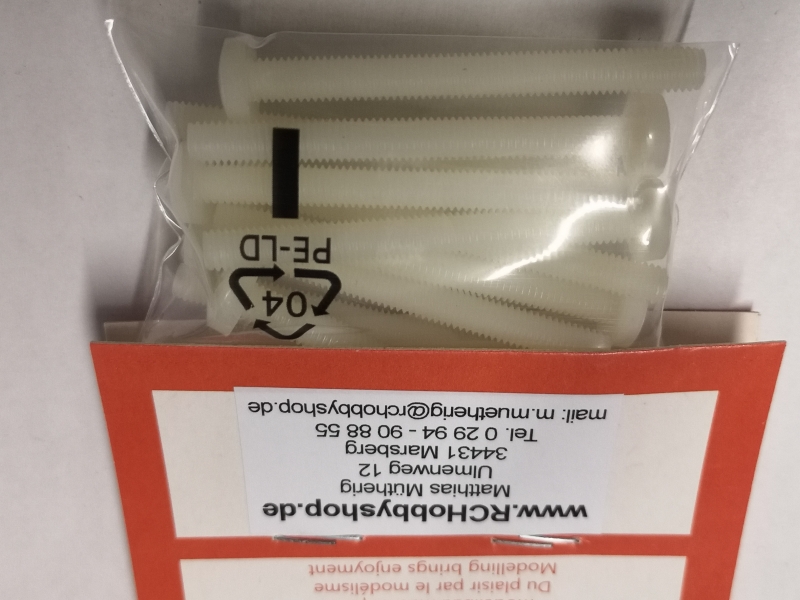 www.RCHobbyshop.de
Matthias Mütherig
Ulmenweg 12
34431 Marsberg
Tel. 0 29 94 - 90 88 55
mail: m.muetherig@rchobbyshop.de
Du plaisir par le modélisme
Modelling brings enjoyment
04
PE-LD